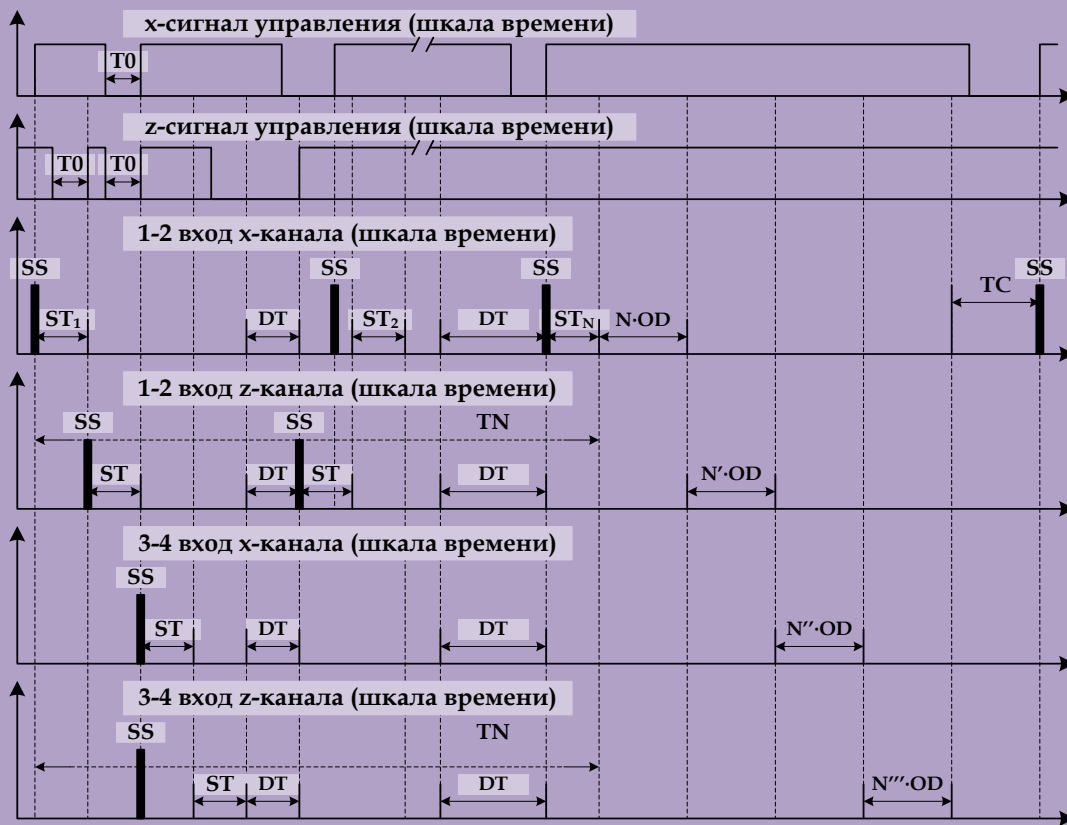 x-сигнал управления (шкала времени)
T0
z-сигнал управления (шкала времени)
T0 T0
1-2 вход x-канала (шкала времени)
SS SS SS SS
TC
ST₁ DT ST₂ DT STN N·OD
1-2 вход z-канала (шкала времени)
SS SS TN
ST DT ST DT N'·OD
3-4 вход x-канала (шкала времени)
SS
ST DT DT N''·OD
3-4 вход z-канала (шкала времени)
SS TN
ST DT DT N'''·OD